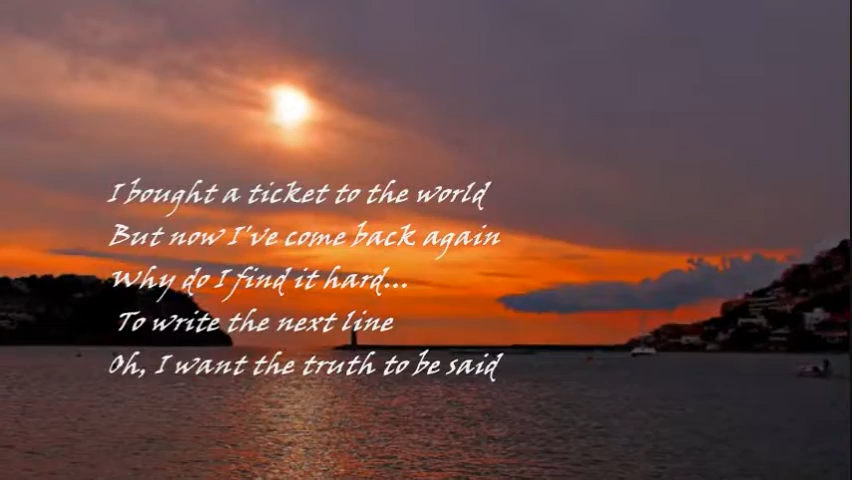 I bought a ticket to the world
But now I've come back again
Why do I find it hard...
To write the next line
Oh, I want the truth to be said